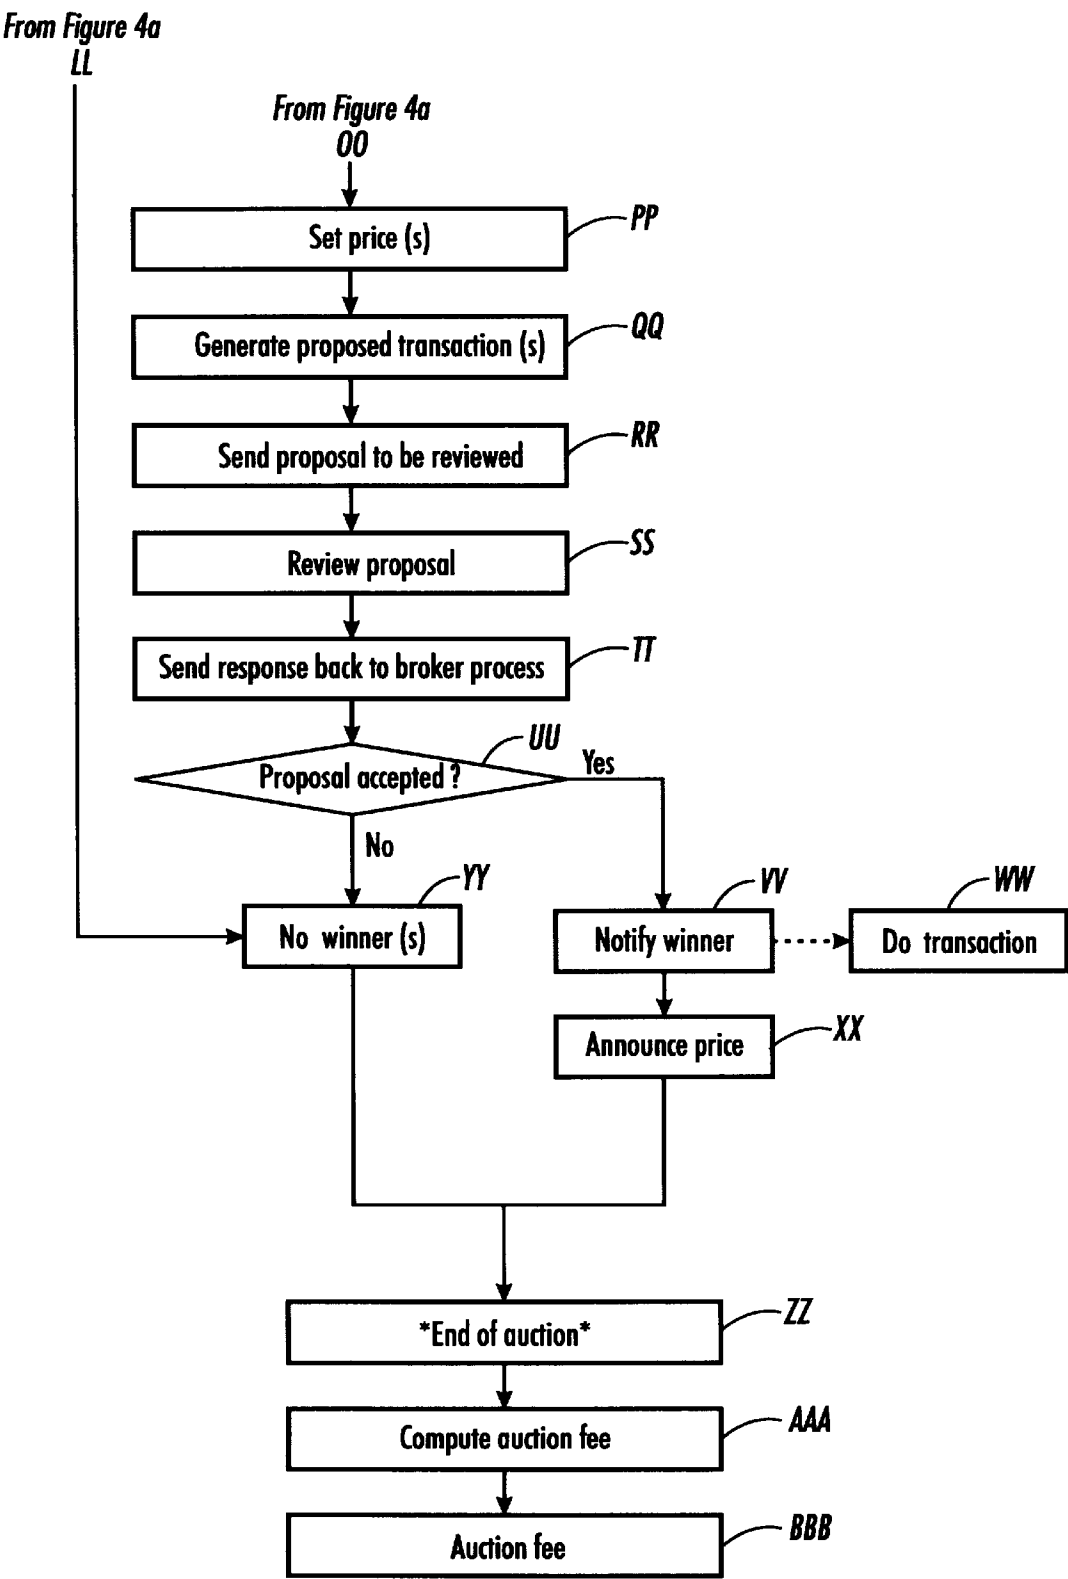 From Figure 4a
LL
From Figure 4a
OO
Set price (s)
PP
Generate proposed transaction (s)
QQ
Send proposal to be reviewed
RR
Review proposal
SS
Send response back to broker process
TT
Proposal accepted ?
UU
Yes
No
No winner (s)
YY
Notify winner
VV
Do transaction
WW
Announce price
XX
*End of auction*
ZZ
Compute auction fee
AAA
Auction fee
BBB